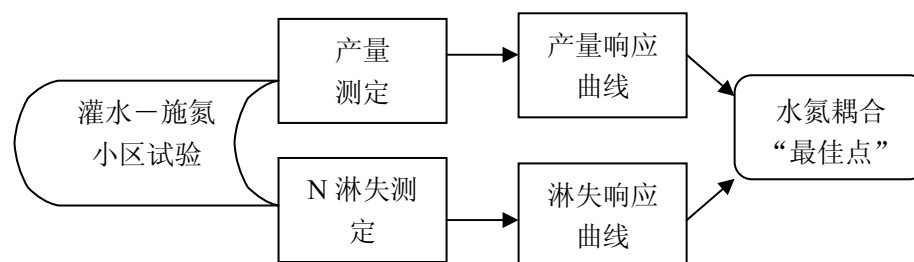 灌水－施氮
小区试验
产量
测定
产量响应
曲线
N 淋失测
定
淋失响应
曲线
水氮耦合
“最佳点”